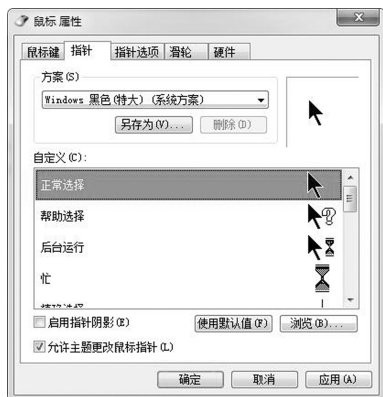 鼠标 属性
鼠标键 指针 指针选项 滑轮 硬件
方案(S)
Windows 黑色(特大) (系统方案)
另存为(V)... 删除(D)
自定义(C):
正常选择
帮助选择
后台运行
忙
精确选择
启用指针阴影(E) 使用默认值(F) 浏览(B)...
允许主题更改鼠标指针(L)
确定 取消 应用(A)